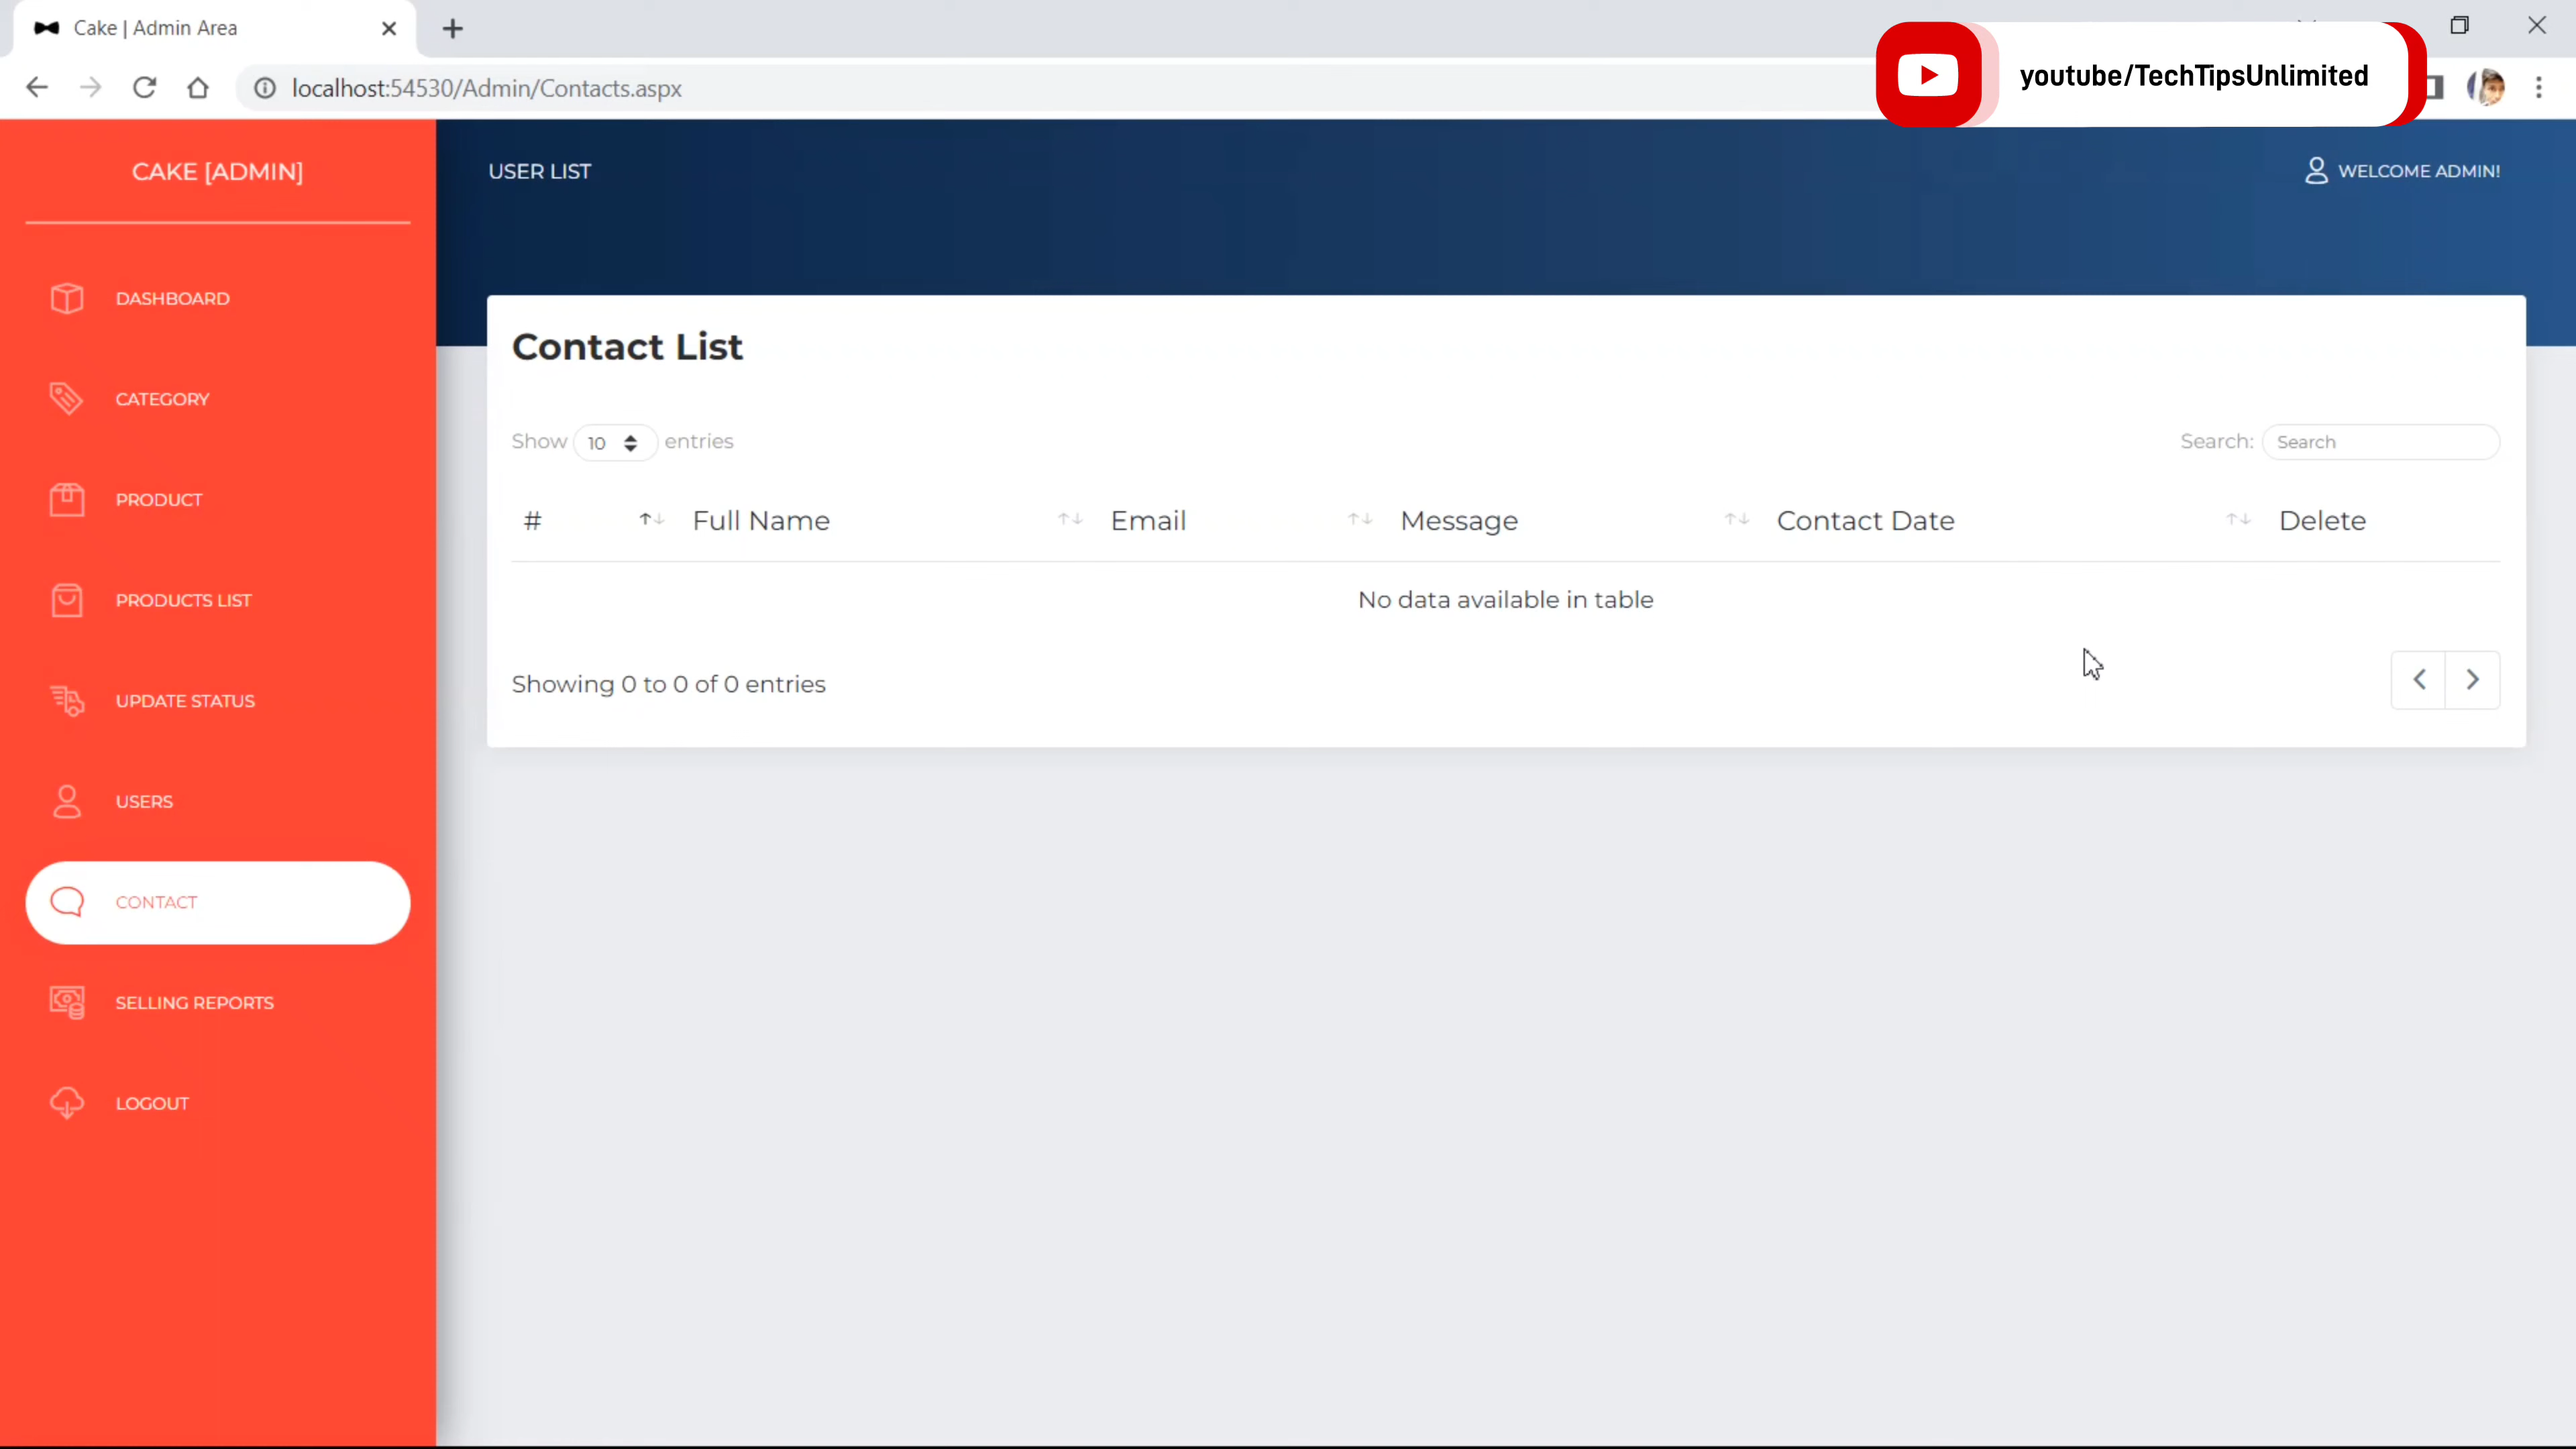 Cake | Admin Area
localhost:54530/Admin/Contacts.aspx
youtube/TechTipsUnlimited
CAKE [ADMIN]
USER LIST
WELCOME ADMIN!
DASHBOARD
CATEGORY
PRODUCT
PRODUCTS LIST
UPDATE STATUS
USERS
CONTACT
SELLING REPORTS
LOGOUT
Contact List
Show 10 entries
Search: Search
# Full Name Email Message Contact Date Delete
No data available in table
Showing 0 to 0 of 0 entries